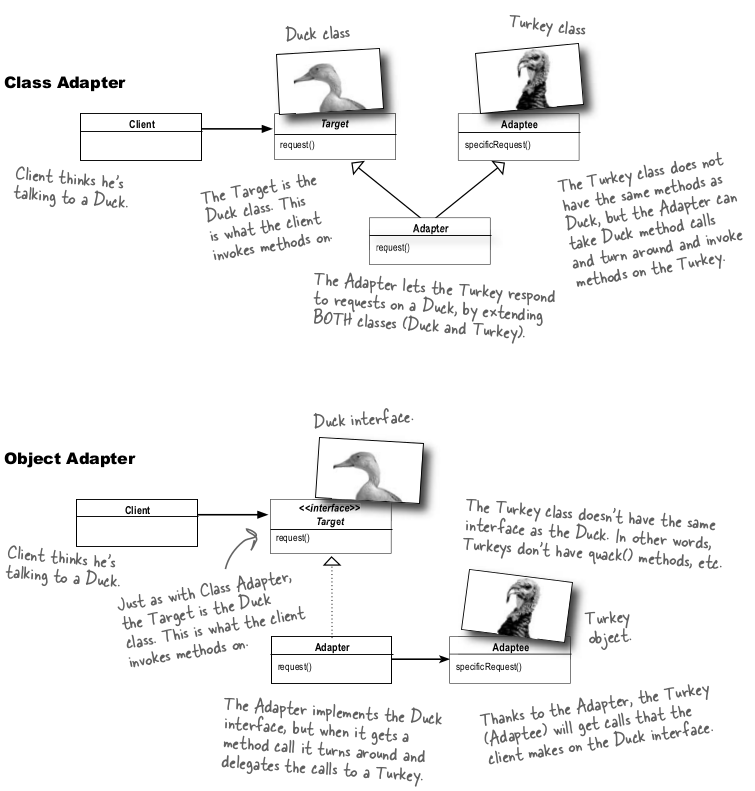 Duck class
Turkey class
Class Adapter
Client
Target
request()
Adaptee
specificRequest()
Client thinks he's
talking to a Duck.
The Target is the
Duck class. This
is what the client
invokes methods on.
Adapter
request()
The Turkey class does not
have the same methods as
Duck, but the Adapter can
take Duck method calls
and turn around and invoke
methods on the Turkey.
The Adapter lets the Turkey respond
to requests on a Duck, by extending
BOTH classes (Duck and Turkey).
Duck interface.
Object Adapter
Client
<<interface>>
Target
request()
Client thinks he's
talking to a Duck.
Just as with Class Adapter,
the Target is the Duck
class. This is what the client
invokes methods on.
The Turkey class doesn't have the same
interface as the Duck. In other words,
Turkeys don't have quack() methods, etc.
Turkey
object.
Adapter
request()
Adaptee
specificRequest()
The Adapter implements the Duck
interface, but when it gets a
method call it turns around and
delegates the calls to a Turkey.
Thanks to the Adapter, the Turkey
(Adaptee) will get calls that the
client makes on the Duck interface.